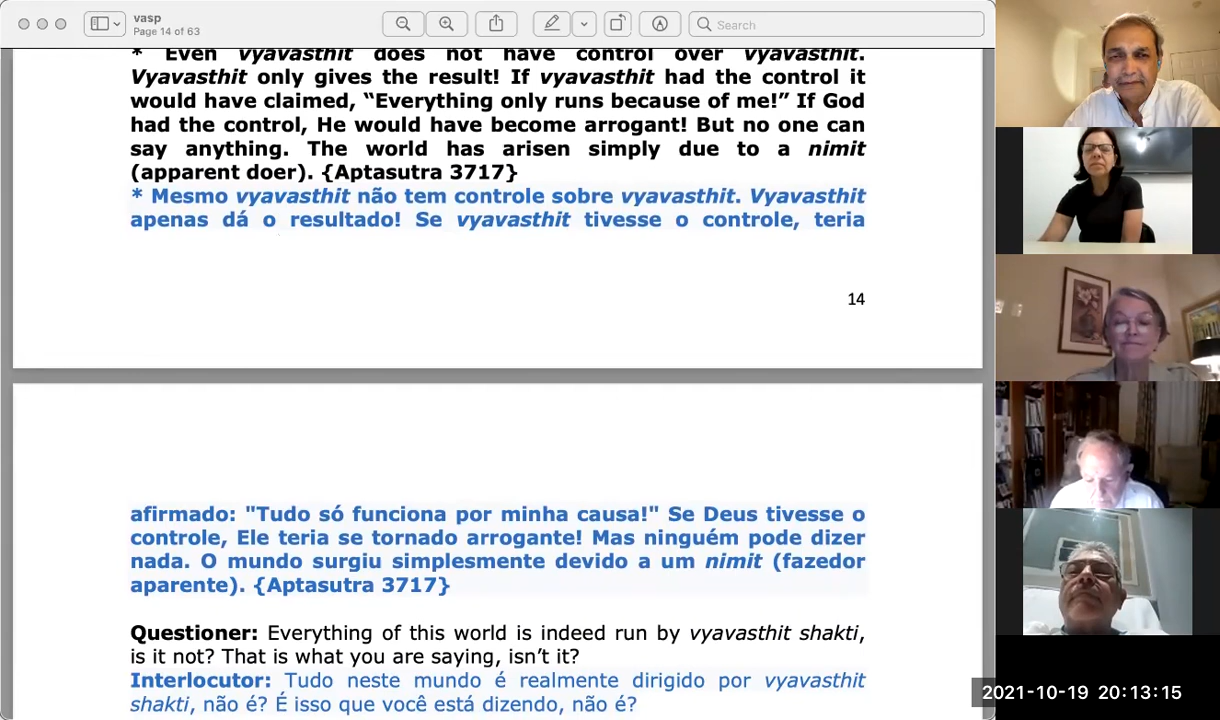 vasp
Page 14 of 63
Search
* Even vyavasthit does not have control over vyavasthit.
Vyavasthit only gives the result! If vyavasthit had the control it
would have claimed, “Everything only runs because of me!” If God
had the control, He would have become arrogant! But no one can
say anything. The world has arisen simply due to a nimit
(apparent doer). {Aptasutra 3717}
* Mesmo vyavasthit não tem controle sobre vyavasthit. Vyavasthit
apenas dá o resultado! Se vyavasthit tivesse o controle, teria
14
afirmado: "Tudo só funciona por minha causa!" Se Deus tivesse o
controle, Ele teria se tornado arrogante! Mas ninguém pode dizer
nada. O mundo surgiu simplesmente devido a um nimit (fazedor
aparente). {Aptasutra 3717}
Questioner: Everything of this world is indeed run by vyavasthit shakti,
is it not? That is what you are saying, isn’t it?
Interlocutor: Tudo neste mundo é realmente dirigido por vyavasthit
shakti, não é? É isso que você está dizendo, não é?
2021-10-19 20:13:15